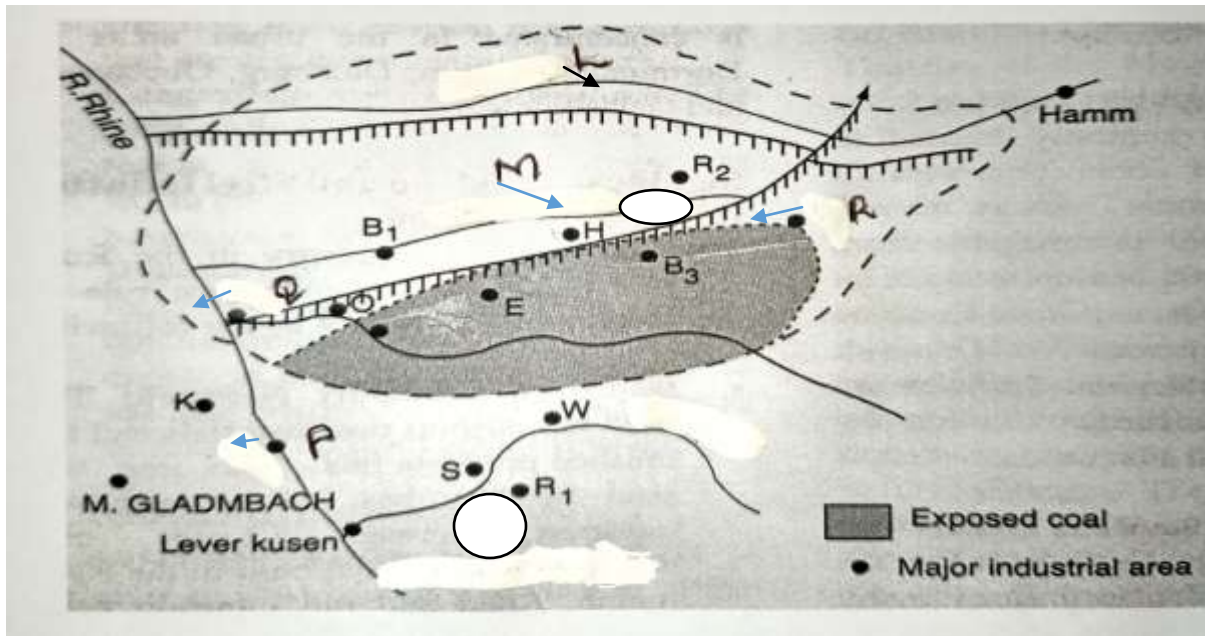 R. Rhine
L
Hamm
M
R2
R
B1
H
B3
Q
O
E
K
P
W
S
R1
M. GLADMBACH
Lever kusen
Exposed coal
Major industrial area